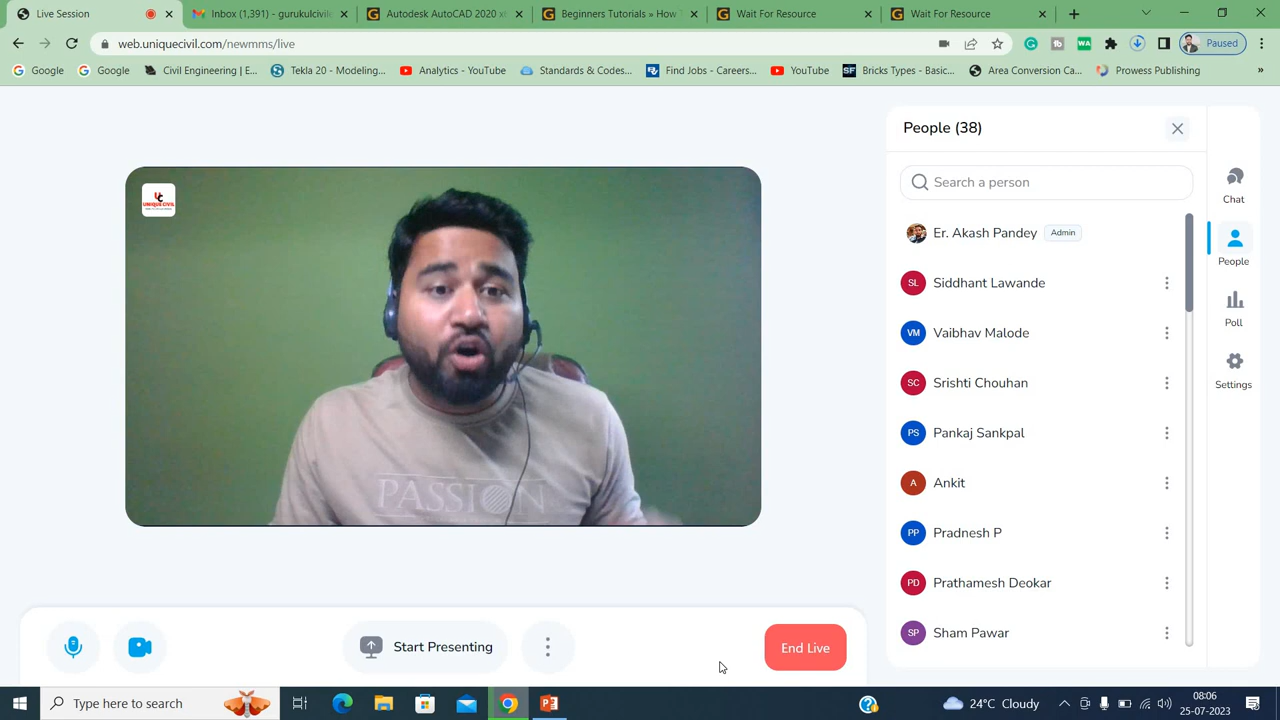 Live Session
Inbox (1,391) - gurukulcivil
Autodesk AutoCAD 2020 x
Beginners Tutorials » How
Wait For Resource
Wait For Resource
web.uniquecivil.com/newmms/live
Paused
Google
Google
Civil Engineering | E...
Tekla 20 - Modeling...
Analytics - YouTube
Standards & Codes...
Find Jobs - Careers...
YouTube
Bricks Types - Basic...
Area Conversion Ca...
Prowess Publishing
»
People (38)
Search a person
Chat
Er. Akash Pandey Admin
People
SL Siddhant Lawande
VM Vaibhav Malode
Poll
SC Srishti Chouhan
Settings
PS Pankaj Sankpal
A Ankit
PP Pradnesh P
PD Prathamesh Deokar
SP Sham Pawar
UC
UNIQUE CIVIL
PASSION
Start Presenting
End Live
Type here to search
24°C Cloudy
08:06
25-07-2023